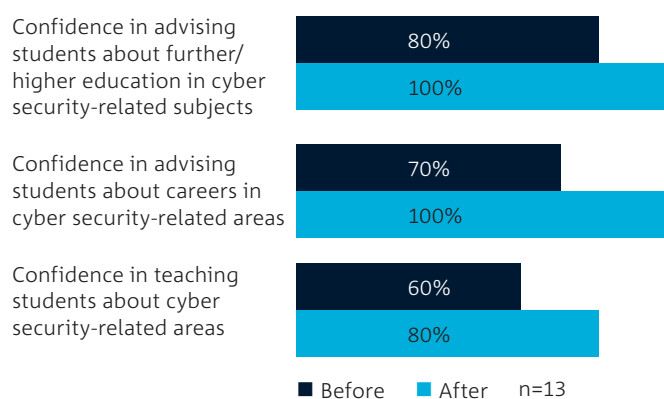 Confidence in advising
students about further/
higher education in cyber
security-related subjects
80%
100%
Confidence in advising
students about careers in
cyber security-related areas
70%
100%
Confidence in teaching
students about cyber
security-related areas
60%
80%
Before After n=13